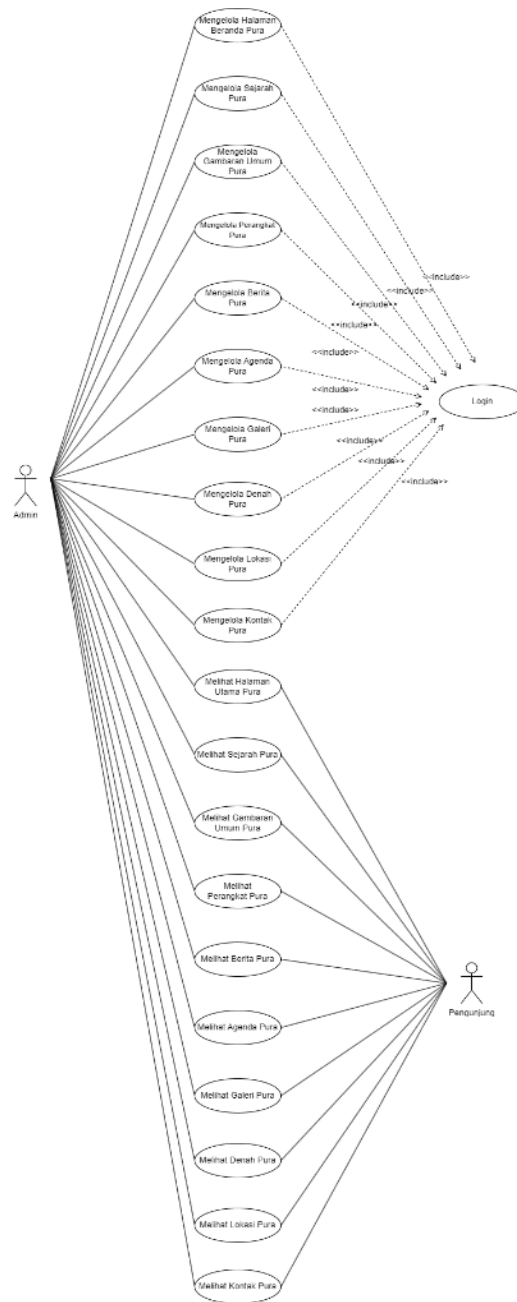 Mengelola Halaman
Beranda Pura
Mengelola Sejarah
Pura
Mengelola
Gambaran Umum
Pura
Mengelola Perangkat
Pura
<<include>>
<<include>>
<<include>>
Mengelola Berita
Pura
<<include>>
Mengelola Agenda
Pura
<<include>>
<<include>>
Login
Mengelola Galeri
Pura
<<include>>
<<include>>
<<include>>
Admin
Mengelola Denah
Pura
Mengelola Lokasi
Pura
Mengelola Kontak
Pura
Melihat Halaman
Utama Pura
Melihat Sejarah Pura
Melihat Gambaran
Umum Pura
Melihat
Perangkat Pura
Melihat Berita Pura
Pengunjung
Melihat Agenda Pura
Melihat Galeri Pura
Melihat Denah Pura
Melihat Lokasi Pura
Melihat Kontak Pura